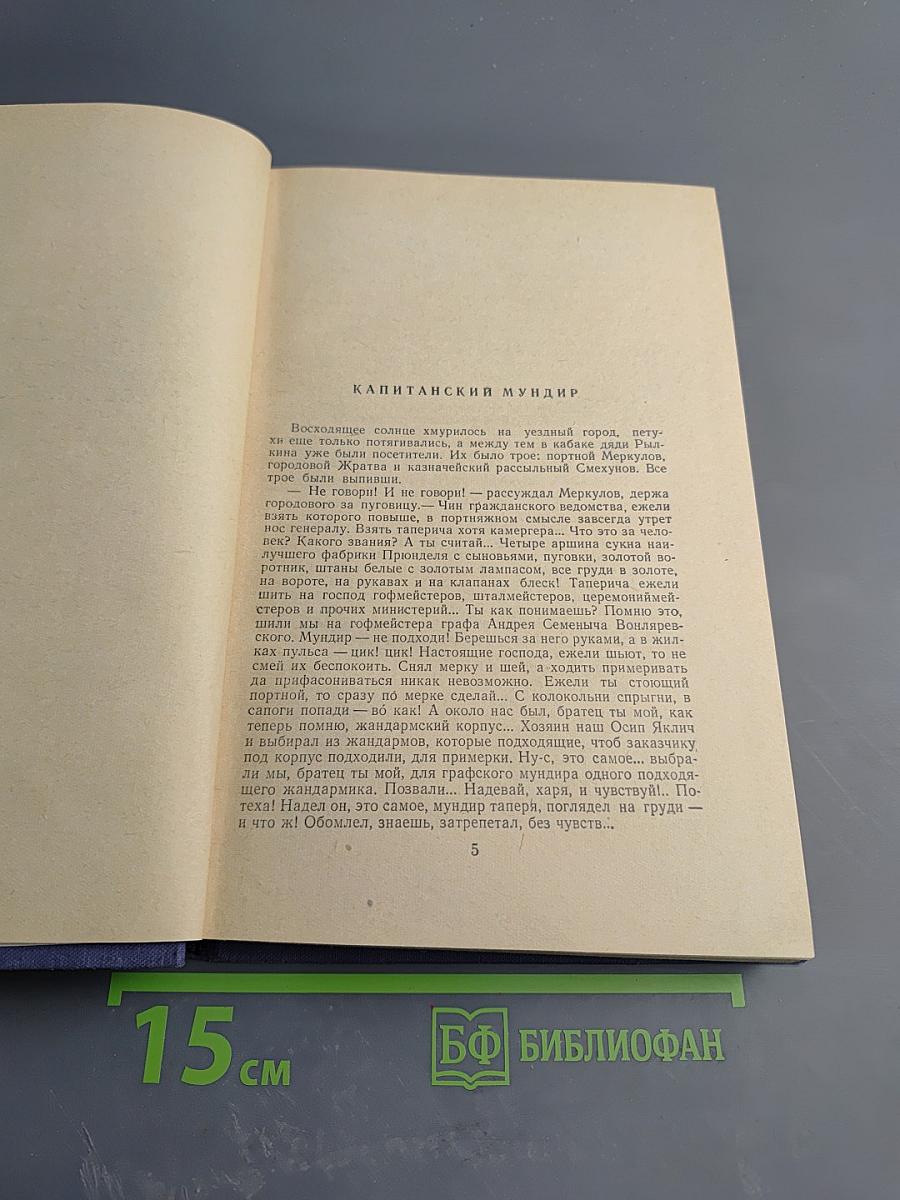 КАПИТАНСКИЙ МУНДИР
Восходящее солнце хмурилось на уездный город, пету-
хи еще только потягивались, а между тем в кабаке дяди Рыл-
кина уже были посетители. Их было трое: портной Меркулов,
городовой Жратва и казначейский рассыльный Смехунов. Все
трое были выпивши.
— Не говори! И не говори! — рассуждал Меркулов, держа
городового за пуговицу.— Чин гражданского ведомства, ежели
взять которого повыше, в портняжном смысле завсегда утрет
нос генералу. Взять таперича хотя камергера... Что это за чело-
век? Какого звания? А ты считай... Четыре аршина сукна наи-
лучшего фабрики Прюнделя с сыновьями, пуговки, золотой во-
ротник, штаны белые с золотым лампасом, все груди в золоте,
на вороте, на рукавах и на клапанах блеск! Таперича ежели
шить на господ гофмейстеров, шталмейстеров, церемониймей-
стеров и прочих министерий... Ты как понимаешь? Помню это,
шили мы на гофмейстера графа Андрея Семеныча Вонлярев-
ского. Мундир — не подходи! Берешься за него руками, а в жил-
ках пульса — цик! цик! Настоящие господа, ежели шьют, то не
смей их беспокоить. Снял мерку и шей, а ходить примеривать
да прифасониваться никак невозможно. Ежели ты стоющий
портной, то сразу по́ мерке сделай... С колокольни спрыгни, в
сапоги попади — во́ как! А около нас был, братец ты мой, как
теперь помню, жандармский корпус... Хозяин наш Осип Яклич
и выбирал из жандармов, которые подходящие, чтоб заказчику
под корпус подходили, для примерки. Ну-с, это самое... выбра-
ли мы, братец ты мой, для графского мундира одного подходя-
щего жандармика. Позвали... Надевай, харя, и чувствуй!.. По-
теха! Надел он, это самое, мундир таперя, поглядел на груди —
и что ж! Обомлел, знаешь, затрепетал, без чувств...
5
15 см
БФ БИБЛИОФАН